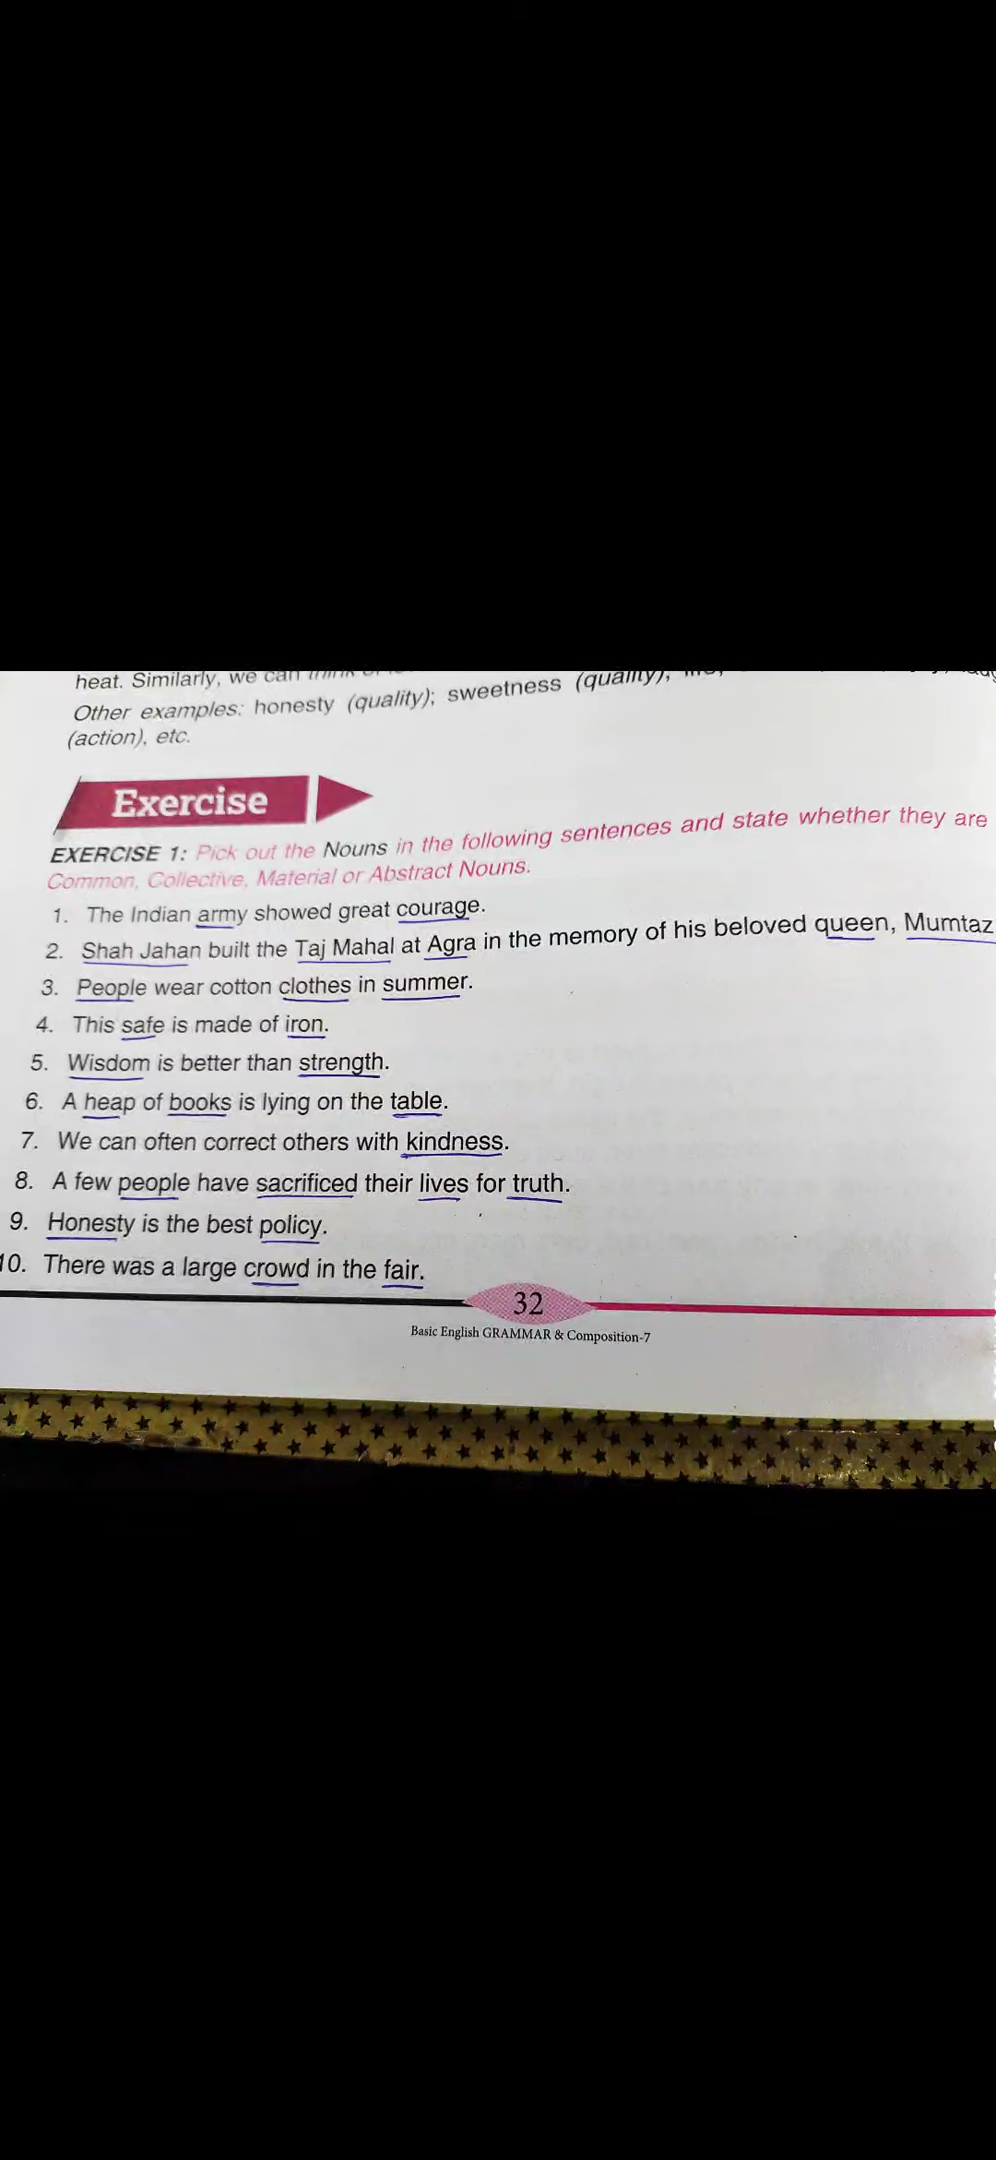 heat. Similarly, we can think
Other examples: honesty (quality); sweetness (quality);
(action), etc.
Exercise
EXERCISE 1: Pick out the Nouns in the following sentences and state whether they are
Common, Collective, Material or Abstract Nouns.
1. The Indian army showed great courage.
2. Shah Jahan built the Taj Mahal at Agra in the memory of his beloved queen, Mumtaz
3. People wear cotton clothes in summer.
4. This safe is made of iron.
5. Wisdom is better than strength.
6. A heap of books is lying on the table.
7. We can often correct others with kindness.
8. A few people have sacrificed their lives for truth.
9. Honesty is the best policy.
10. There was a large crowd in the fair.
32
Basic English GRAMMAR & Composition-7